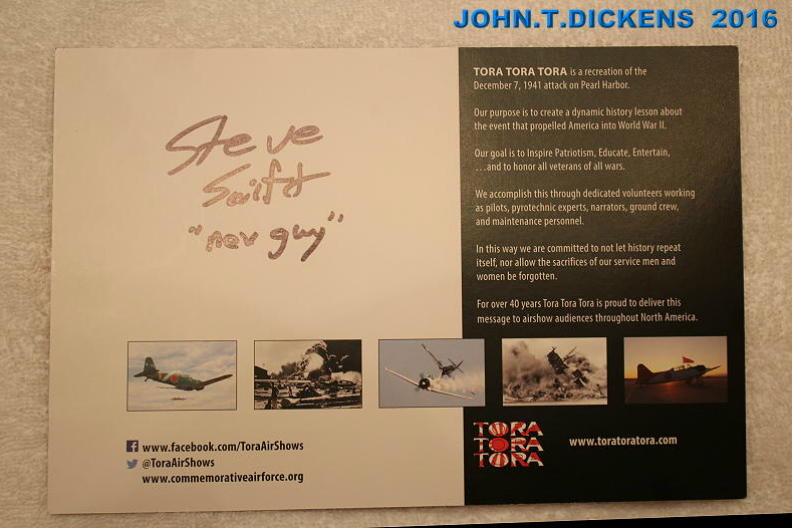 JOHN.T.DICKENS 2016
Steve
Swift
"new guy"
TORA TORA TORA is a recreation of the
December 7, 1941 attack on Pearl Harbor.
Our purpose is to create a dynamic history lesson about
the event that propelled America into World War II.
Our goal is to Inspire Patriotism, Educate, Entertain,
…and to honor all veterans of all wars.
We accomplish this through dedicated volunteers working
as pilots, pyrotechnic experts, narrators, ground crew,
and maintenance personnel.
In this way we are committed to not let history repeat
itself, nor allow the sacrifices of our service men and
women be forgotten.
For over 40 years Tora Tora Tora is proud to deliver this
message to airshow audiences throughout North America.
www.facebook.com/ToraAirShows
@ToraAirShows
www.commemorativeairforce.org
TORA
TORA
TORA
www.toratoratora.com